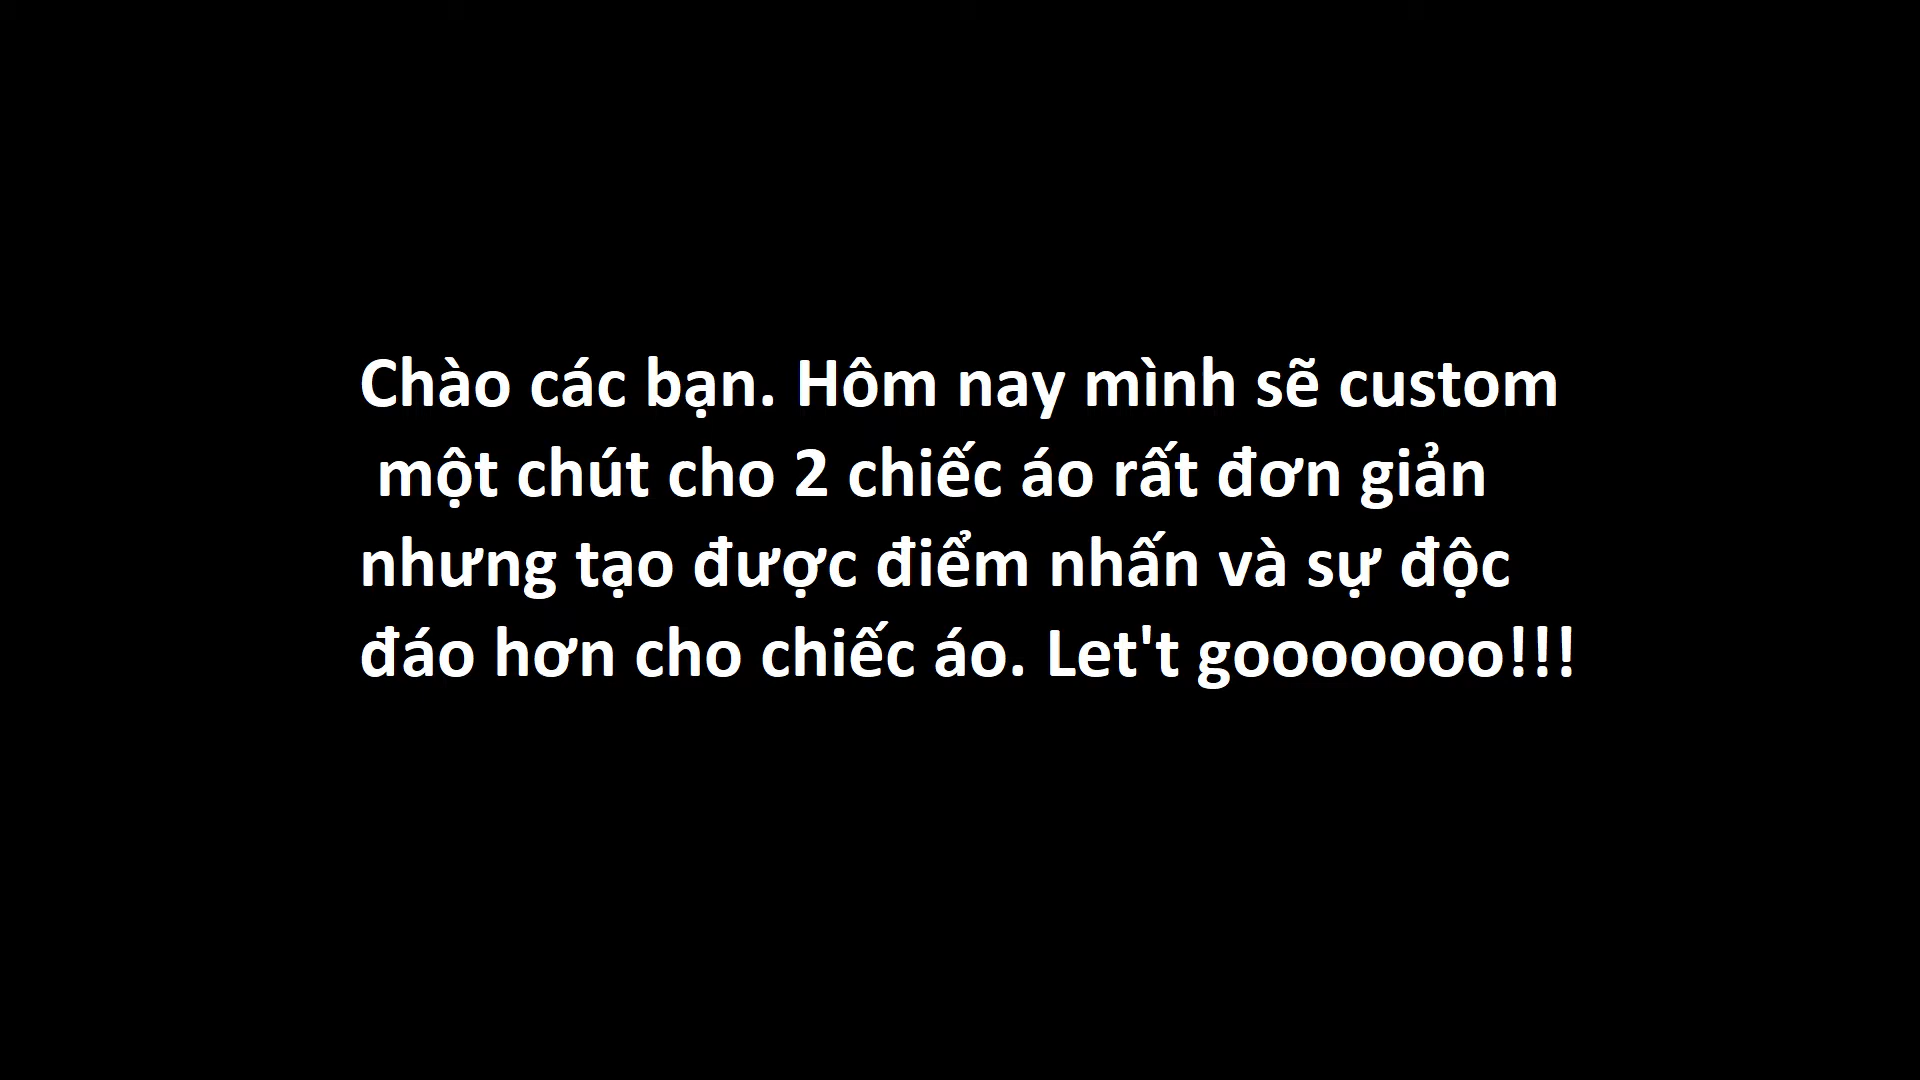 Chào các bạn. Hôm nay mình sẽ custom
một chút cho 2 chiếc áo rất đơn giản
nhưng tạo được điểm nhấn và sự độc
đáo hơn cho chiếc áo. Let't gooooooo!!!